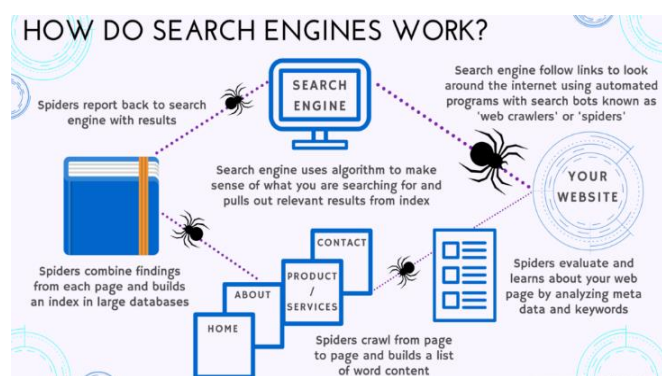 HOW DO SEARCH ENGINES WORK?
Search engine follow links to look
around the internet using automated
programs with search bots known as
'web crawlers' or 'spiders'
SEARCH
ENGINE
Spiders report back to search
engine with results
YOUR
WEBSITE
Search engine uses algorithm to make
sense of what you are searching for and
pulls out relevant results from index
Spiders evaluate and
learns about your web
page by analyzing meta
data and keywords
CONTACT
PRODUCT
/
SERVICES
ABOUT
HOME
Spiders combine findings
from each page and builds
an index in large databases
Spiders crawl from page
to page and builds a list
of word content